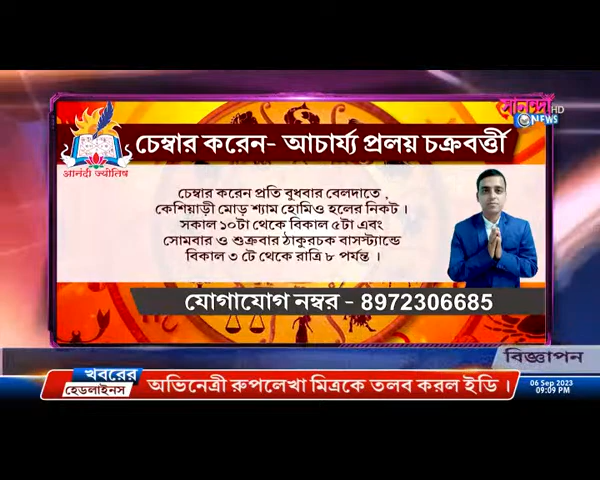 চেম্বার করেন- আচার্য্য প্রলয় চক্রবর্ত্তী
HD
NEWS
आनंदी ज्योतिष
চেম্বার করেন প্রতি বুধবার বেলদাতে ,
কেশিয়াড়ী মোড় শ্যাম হোমিও হলের নিকট ।
সকাল ১০টা থেকে বিকাল ৫টা এবং
সোমবার ও শুক্রবার ঠাকুরচক বাসস্ট্যান্ডে
বিকাল ৩ টে থেকে রাত্রি ৮ পর্যন্ত ।
যোগাযোগ নম্বর - 8972306685
বিজ্ঞাপন
খবরের
হেডলাইনস
অভিনেত্রী রুপলেখা মিত্রকে তলব করল ইডি ।
06 Sep 2023
09:09 PM